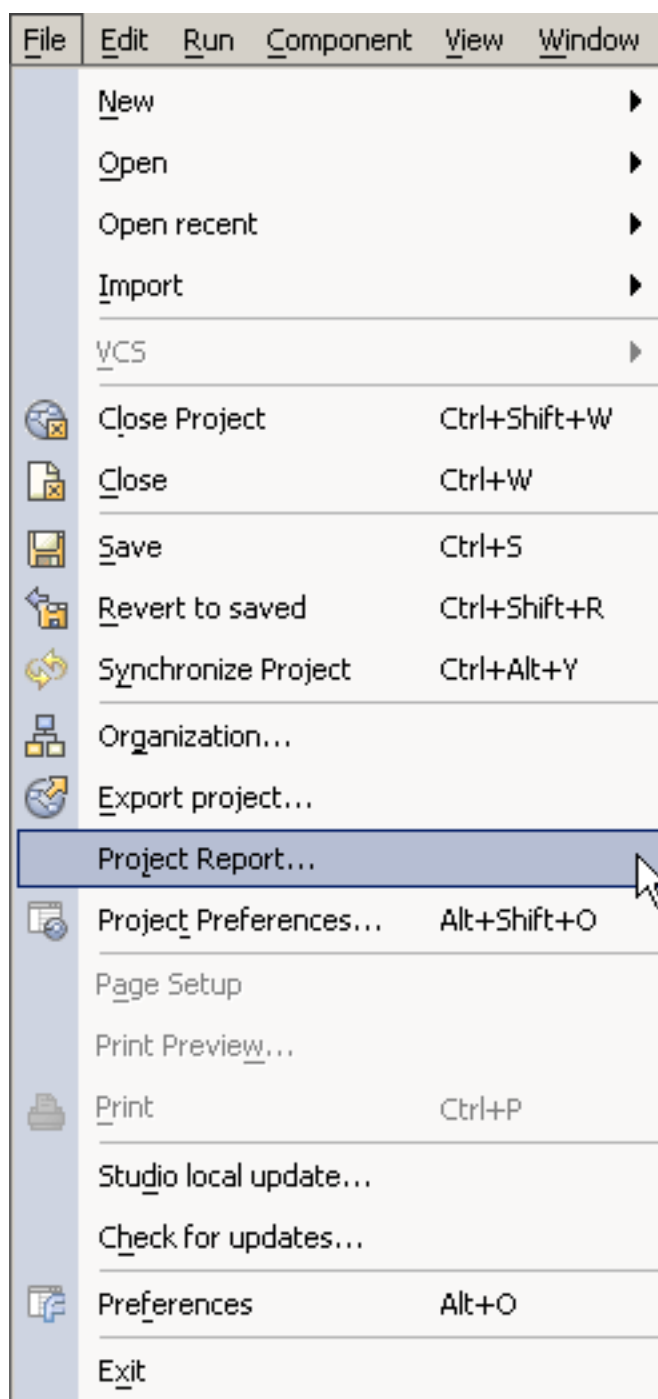 File Edit Run Component View Window
New
Open
Open recent
Import
VCS
Close Project Ctrl+Shift+W
Close Ctrl+W
Save Ctrl+S
Revert to saved Ctrl+Shift+R
Synchronize Project Ctrl+Alt+Y
Organization...
Export project...
Project Report...
Project Preferences... Alt+Shift+O
Page Setup
Print Preview...
Print Ctrl+P
Studio local update...
Check for updates...
Preferences Alt+O
Exit